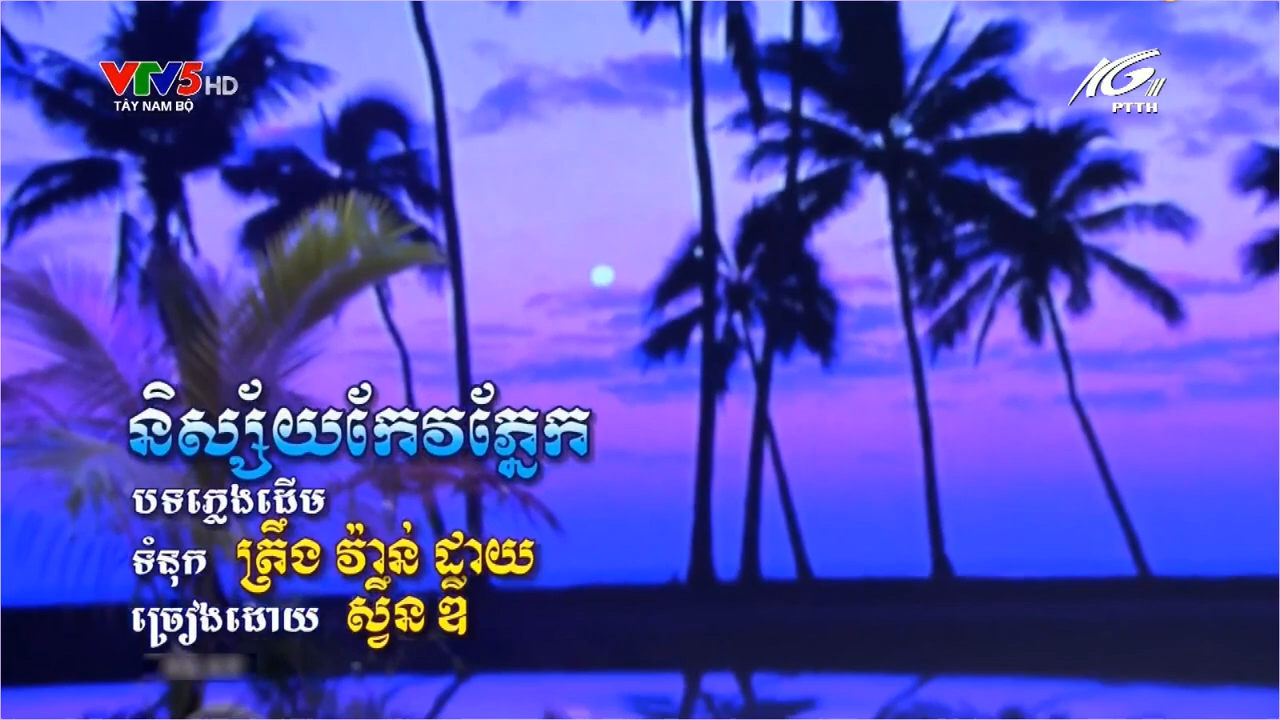 VTV5 HD
TÂY NAM BỘ
PTTH
និស្ស័យកែវភ្នែក
បទភ្លេងដើម
ទំនុក ត្រឹង វ៉ាន់ ដ្វាយ
ច្រៀងដោយ ស្វឹន ឌី